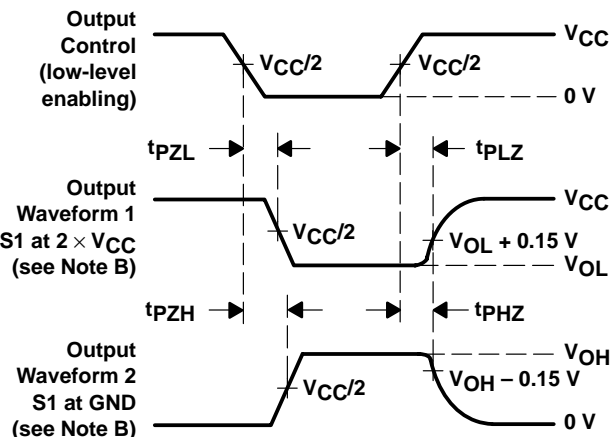 Output
Control
(low-level
enabling)
VCC/2
VCC/2
VCC
0 V
tPZL
tPLZ
Output
Waveform 1
S1 at 2 × VCC
(see Note B)
VCC/2
VCC
VOL + 0.15 V
VOL
tPZH
tPHZ
Output
Waveform 2
S1 at GND
(see Note B)
VCC/2
VOH
VOH – 0.15 V
0 V